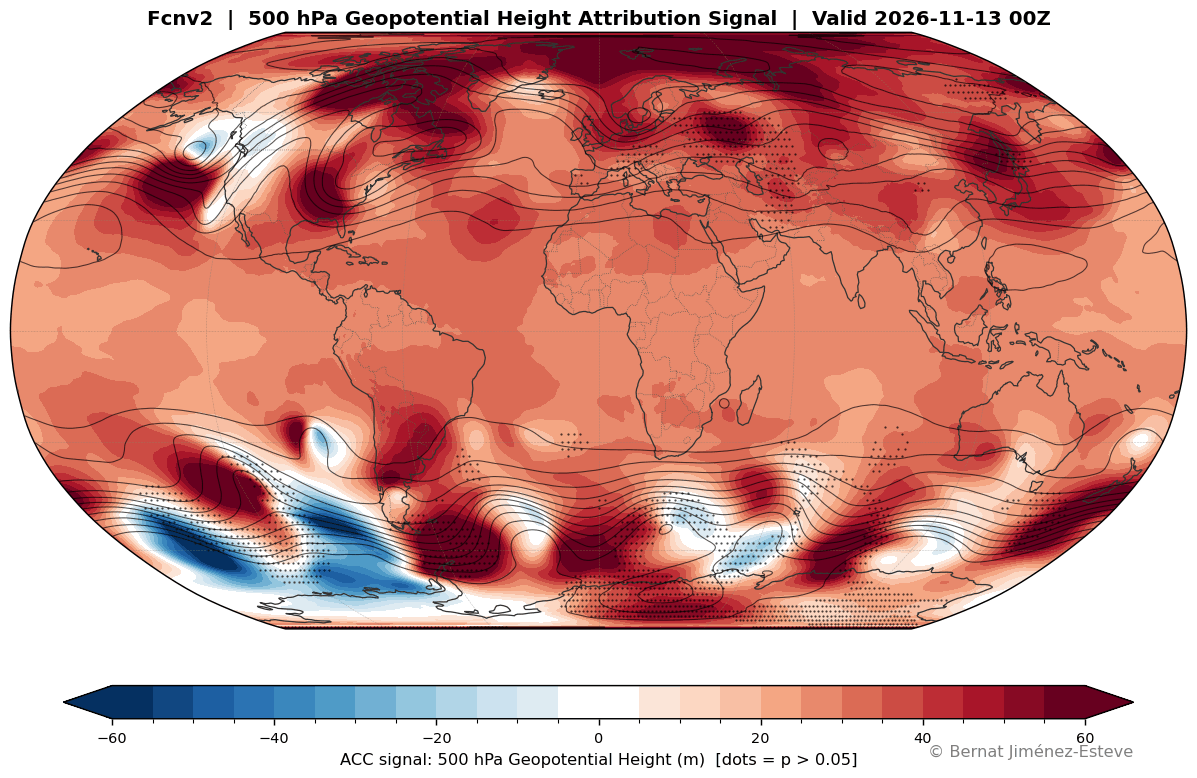 Fcnv2 | 500 hPa Geopotential Height Attribution Signal | Valid 2026-11-13 00Z
−60 −40 −20 0 20 40 60
ACC signal: 500 hPa Geopotential Height (m) [dots = p > 0.05]
© Bernat Jiménez-Esteve